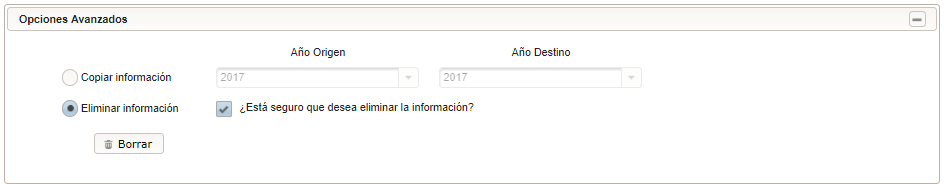 Opciones Avanzados
Año Origen Año Destino
Copiar información 2017 2017
Eliminar información ¿Está seguro que desea eliminar la información?
Borrar